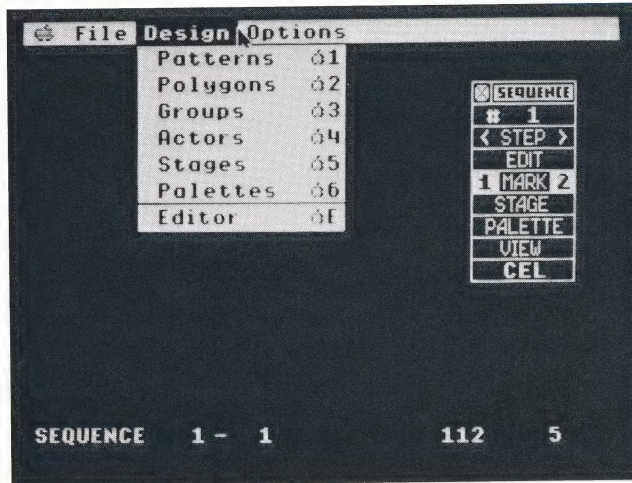 File Design Options
Patterns 1
Polygons 2
Groups 3
Actors 4
Stages 5
Palettes 6
Editor E
SEQUENCE
# 1
< STEP >
EDIT
1 MARK 2
STAGE
PALETTE
VIEW
CEL
SEQUENCE 1 - 1 112 5